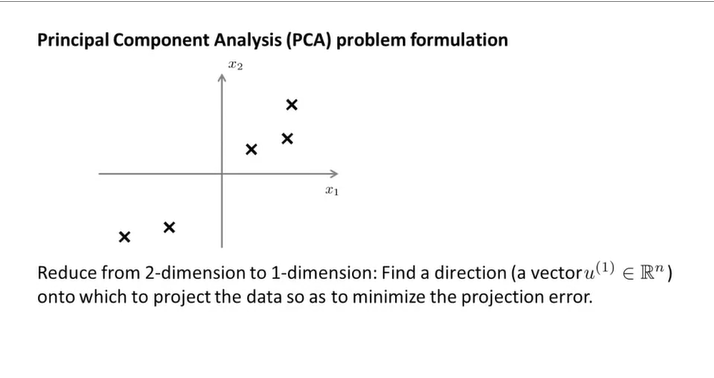 Principal Component Analysis (PCA) problem formulation
x₂
x₁
Reduce from 2-dimension to 1-dimension: Find a direction (a vector u⁽¹⁾ ∈ ℝⁿ)
onto which to project the data so as to minimize the projection error.